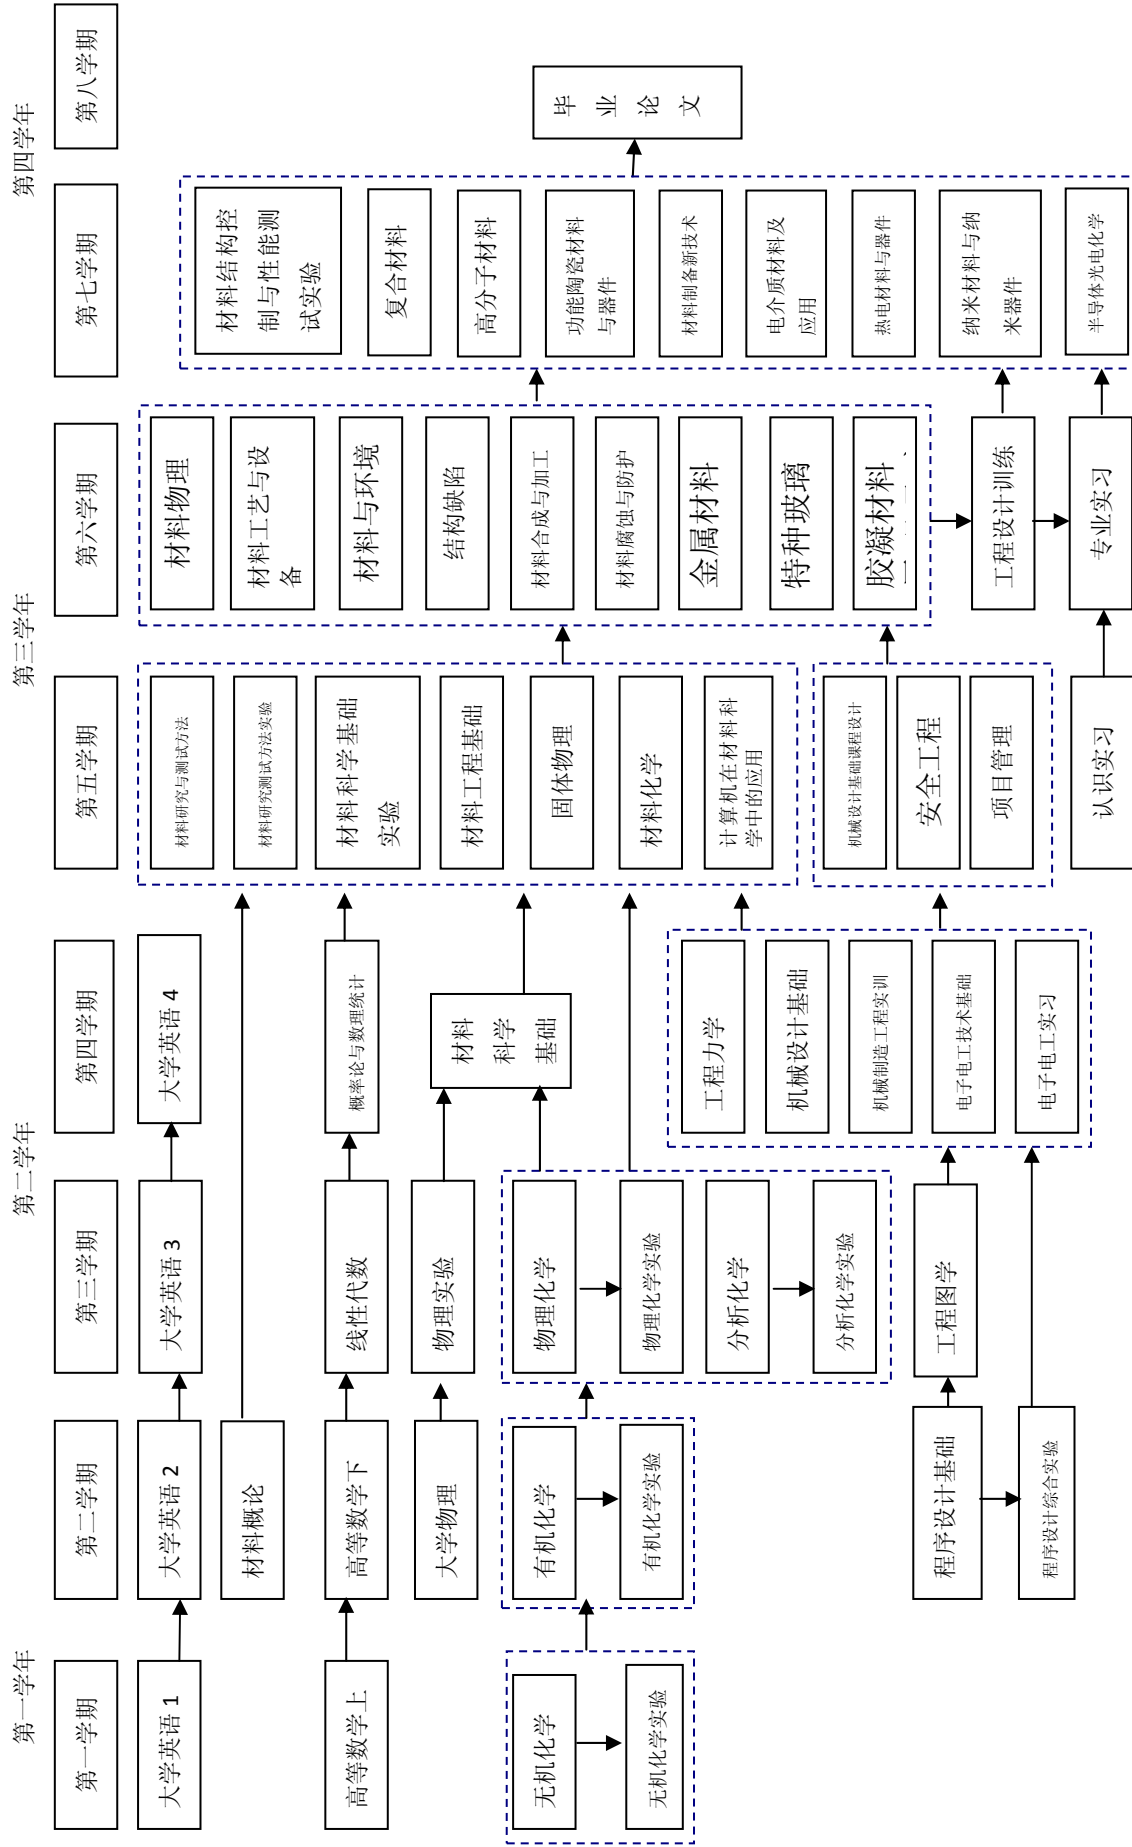 第一学年
第二学年
第三学年
第四学年
第一学期
第二学期
第三学期
第四学期
第五学期
第六学期
第七学期
第八学期
大学英语 1
大学英语 2
大学英语 3
大学英语 4
材料概论
高等数学上
高等数学下
线性代数
概率论与数理统计
大学物理
物理实验
材料
科学
基础
无机化学
无机化学实验
有机化学
有机化学实验
物理化学
物理化学实验
分析化学
分析化学实验
程序设计基础
程序设计综合实验
工程图学
工程力学
机械设计基础
机械制造工程实训
电子电工技术基础
电子电工实习
材料研究与测试方法
材料研究测试方法实验
材料科学基础
实验
材料工程基础
固体物理
材料化学
计算机在材料科
学中的应用
机械设计基础课程设计
安全工程
项目管理
认识实习
材料物理
材料工艺与设
备
材料与环境
结构缺陷
材料合成与加工
材料腐蚀与防护
金属材料
特种玻璃
胶凝材料
工程设计训练
专业实习
材料结构控
制与性能测
试实验
复合材料
高分子材料
功能陶瓷材料
与器件
材料制备新技术
电介质材料及
应用
热电材料与器件
纳米材料与纳
米器件
半导体光电化学
毕业论文